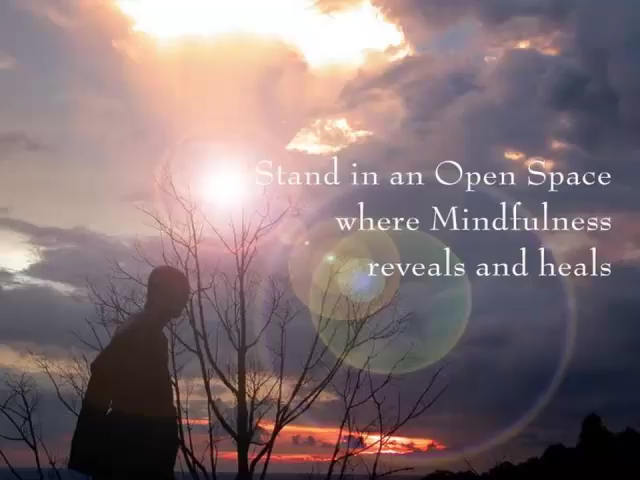 Stand in an Open Space
where Mindfulness
reveals and heals